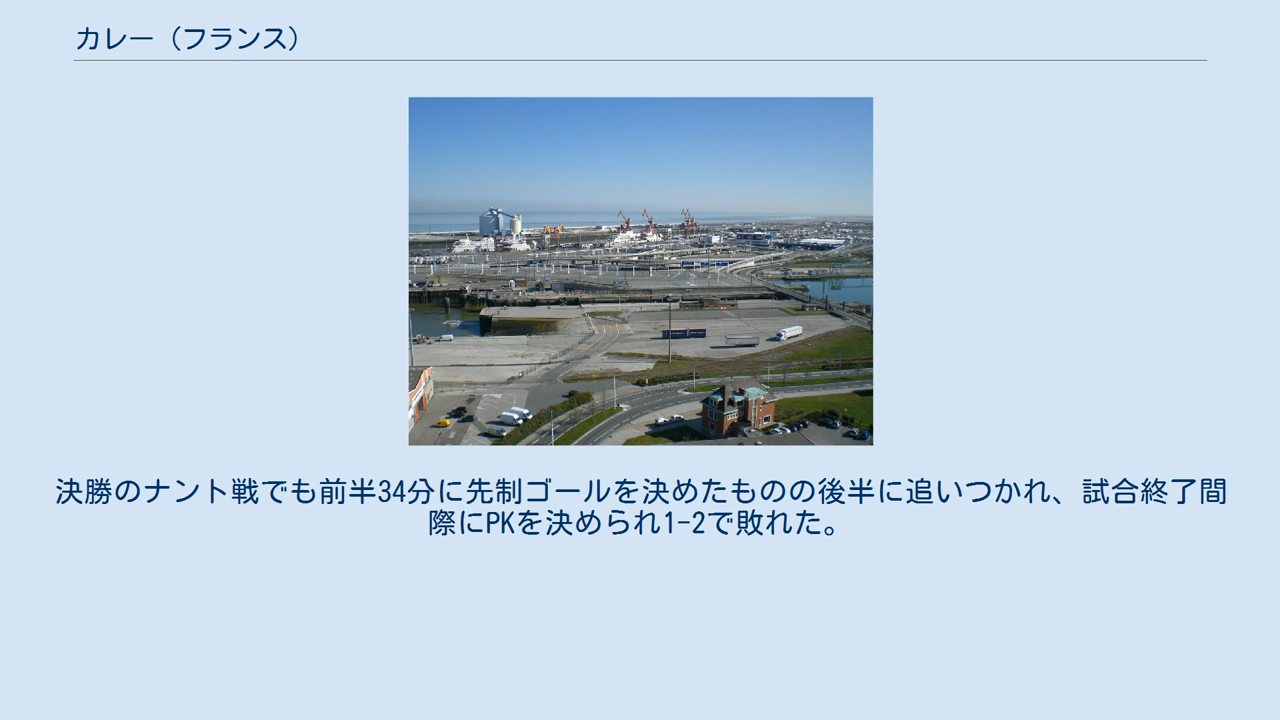 カレー（フランス）
決勝のナント戦でも前半34分に先制ゴールを決めたものの後半に追いつかれ、試合終了間
際にPKを決められ1-2で敗れた。